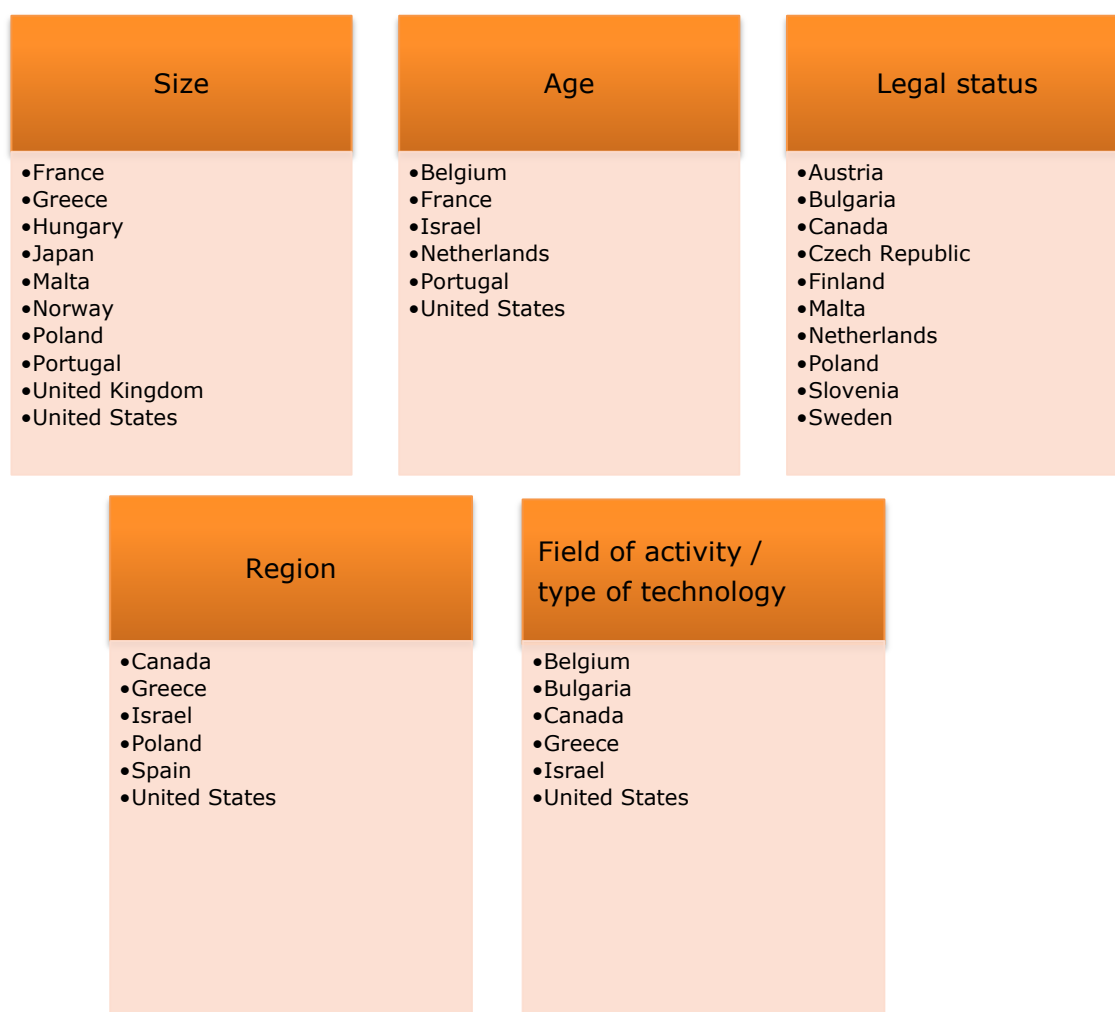 Size
•France
•Greece
•Hungary
•Japan
•Malta
•Norway
•Poland
•Portugal
•United Kingdom
•United States
Age
•Belgium
•France
•Israel
•Netherlands
•Portugal
•United States
Legal status
•Austria
•Bulgaria
•Canada
•Czech Republic
•Finland
•Malta
•Netherlands
•Poland
•Slovenia
•Sweden
Region
•Canada
•Greece
•Israel
•Poland
•Spain
•United States
Field of activity /
type of technology
•Belgium
•Bulgaria
•Canada
•Greece
•Israel
•United States